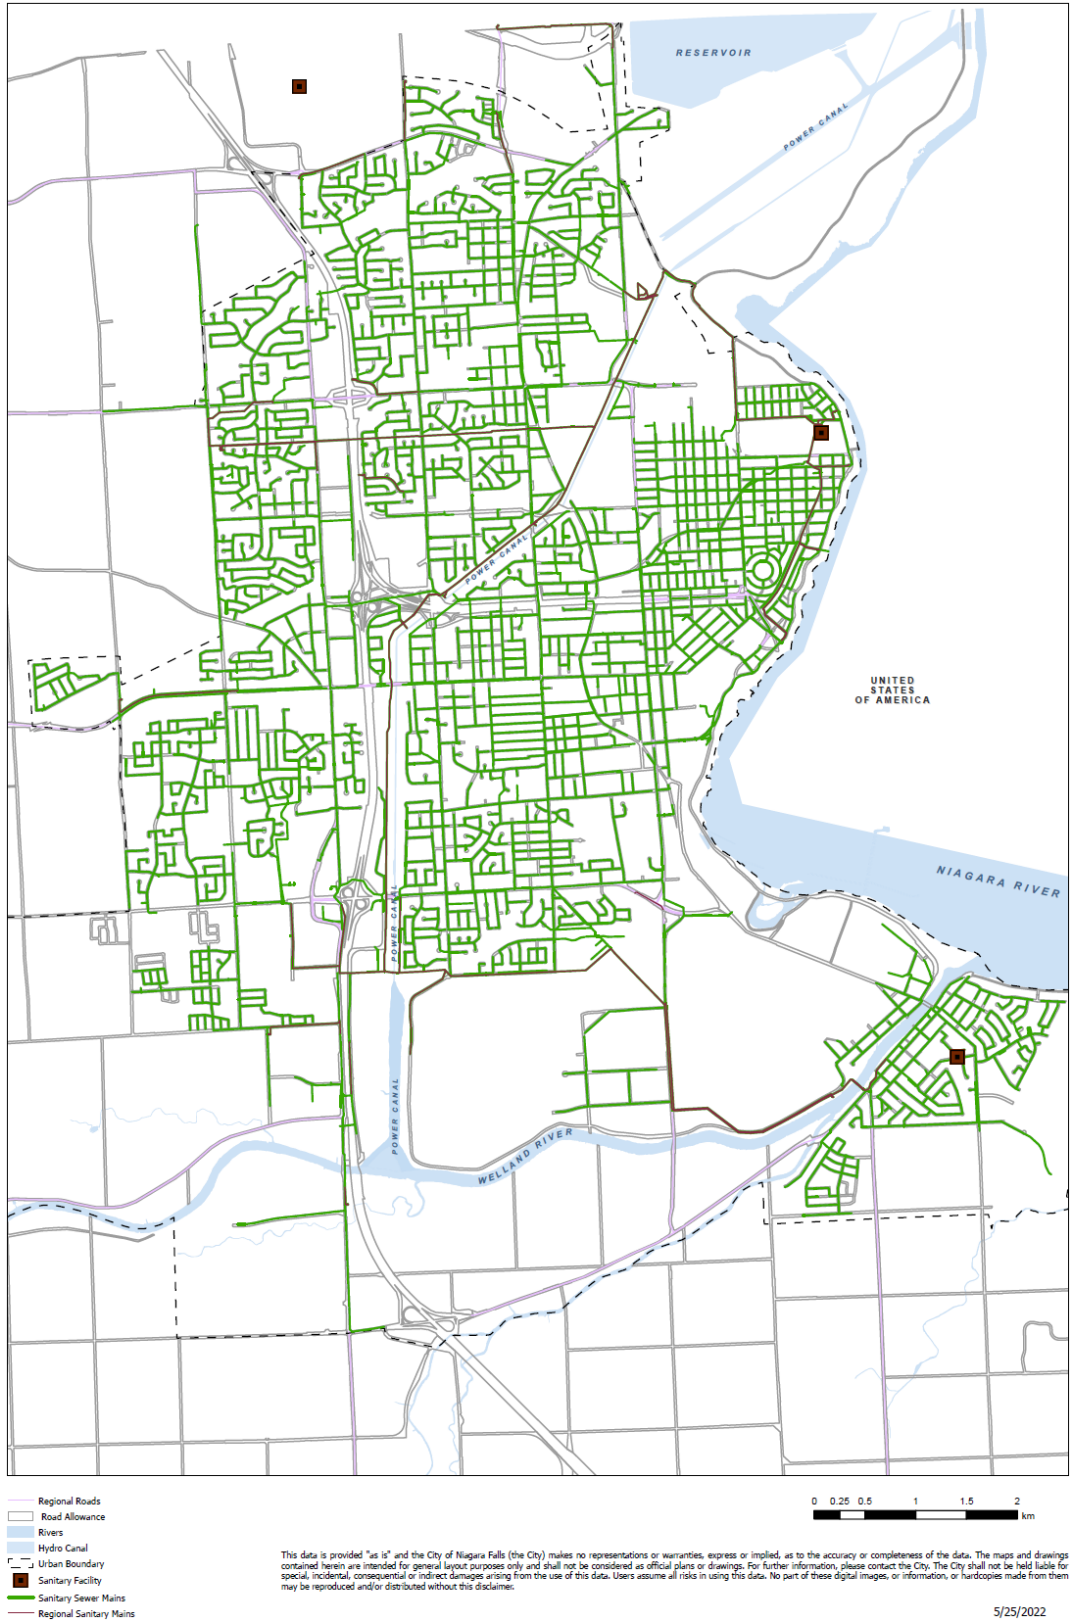 RESERVOIR
POWER CANAL
POWER CANAL
UNITED
STATES
OF AMERICA
NIAGARA RIVER
POWER CANAL
POWER CANAL
WELLAND RIVER
Regional Roads
Road Allowance
Rivers
Hydro Canal
Urban Boundary
Sanitary Facility
Sanitary Sewer Mains
Regional Sanitary Mains
0 0.25 0.5 1 1.5 2
km
This data is provided "as is" and the City of Niagara Falls (the City) makes no representations or warranties, express or implied, as to the accuracy or completeness of the data. The maps and drawings
contained herein are intended for general layout purposes only and shall not be considered as official plans or drawings. For further information, please contact the City. The City shall not be held liable for
special, incidental, consequential or indirect damages arising from the use of this data. Users assume all risks in using this data. No part of these digital images, or information, or hardcopies made from them
may be reproduced and/or distributed without this disclaimer.
5/25/2022